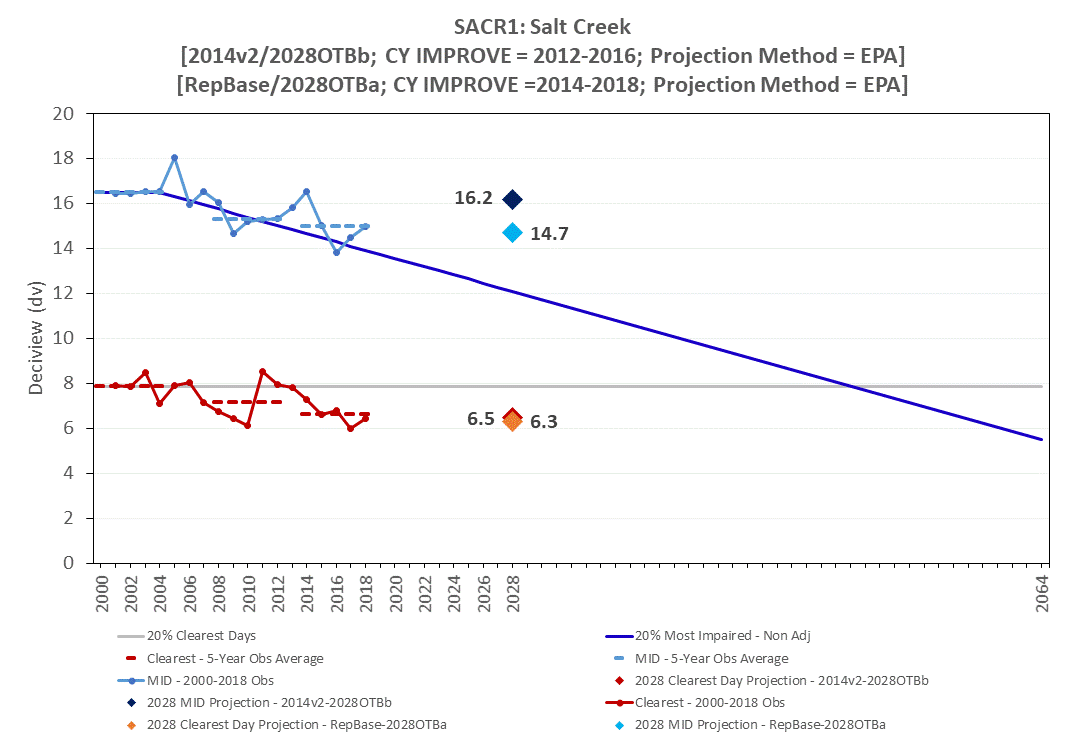 SACR1: Salt Creek
[2014v2/2028OTBb; CY IMPROVE = 2012-2016; Projection Method = EPA]
[RepBase/2028OTBa; CY IMPROVE =2014-2018; Projection Method = EPA]
Deciview (dv)
20
18
16
14
12
10
8
6
4
2
0
16.2
14.7
6.5
6.3
2000
2002
2004
2006
2008
2010
2012
2014
2016
2018
2020
2022
2024
2026
2028
2064
20% Clearest Days
20% Most Impaired - Non Adj
Clearest - 5-Year Obs Average
MID - 5-Year Obs Average
MID - 2000-2018 Obs
2028 Clearest Day Projection - 2014v2-2028OTBb
2028 MID Projection - 2014v2-2028OTBb
Clearest - 2000-2018 Obs
2028 Clearest Day Projection - RepBase-2028OTBa
2028 MID Projection - RepBase-2028OTBa